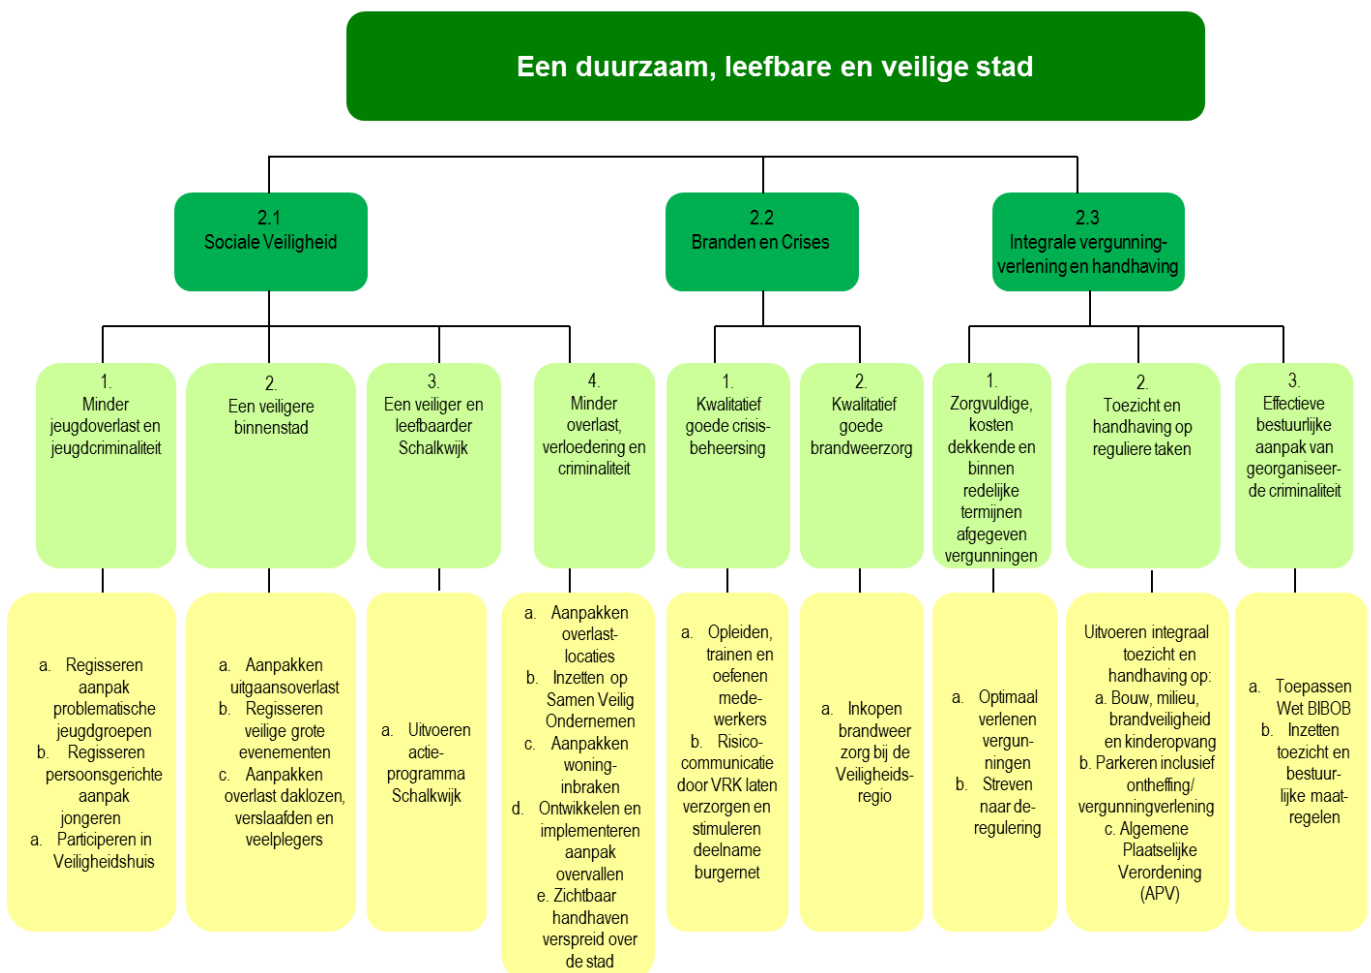 Een duurzaam, leefbare en veilige stad
2.1
Sociale Veiligheid
2.2
Branden en Crises
2.3
Integrale vergunning-
verlening en handhaving
1.
Minder
jeugdoverlast en
jeugdcriminaliteit
2.
Een veiligere
binnenstad
3.
Een veiliger en
leefbaarder
Schalkwijk
4.
Minder
overlast,
verloedering en
criminaliteit
1.
Kwalitatief
goede crisis-
beheersing
2.
Kwalitatief
goede
brandweerzorg
1.
Zorgvuldige,
kosten
dekkende en
binnen
redelijke
termijnen
afgegeven
vergunningen
2.
Toezicht en
handhaving op
reguliere taken
3.
Effectieve
bestuurlijke
aanpak van
georganiseer-
de criminaliteit
a. Regisseren
aanpak
problematische
jeugdgroepen
b. Regisseren
persoonsgerichte
aanpak
jongeren
a. Participeren in
Veiligheidshuis
a. Aanpakken
uitgaansoverlast
b. Regisseren
veilige grote
evenementen
c. Aanpakken
overlast daklozen,
verslaafden en
veelplegers
a. Uitvoeren
actie-
programma
Schalkwijk
a. Aanpakken
overlast-
locaties
b. Inzetten op
Samen Veilig
Ondernemen
c. Aanpakken
woning-
inbraken
d. Ontwikkelen en
implementeren
aanpak
overvallen
e. Zichtbaar
handhaven
verspreid over
de stad
a. Opleiden,
trainen en
oefenen
mede-
werkers
b. Risico-
communicatie
door VRK laten
verzorgen en
stimuleren
deelname
burgernet
a. Inkopen
brandweer
zorg bij de
Veiligheids-
regio
a. Optimaal
verlenen
vergun-
ningen
b. Streven
naar de-
regulering
Uitvoeren integraal
toezicht en
handhaving op:
a. Bouw, milieu,
brandveiligheid
en kinderopvang
b. Parkeren inclusief
ontheffing/
vergunningverlening
c. Algemene
Plaatselijke
Verordening
(APV)
a. Toepassen
Wet BIBOB
b. Inzetten
toezicht en
bestuur-
lijke maat-
regelen